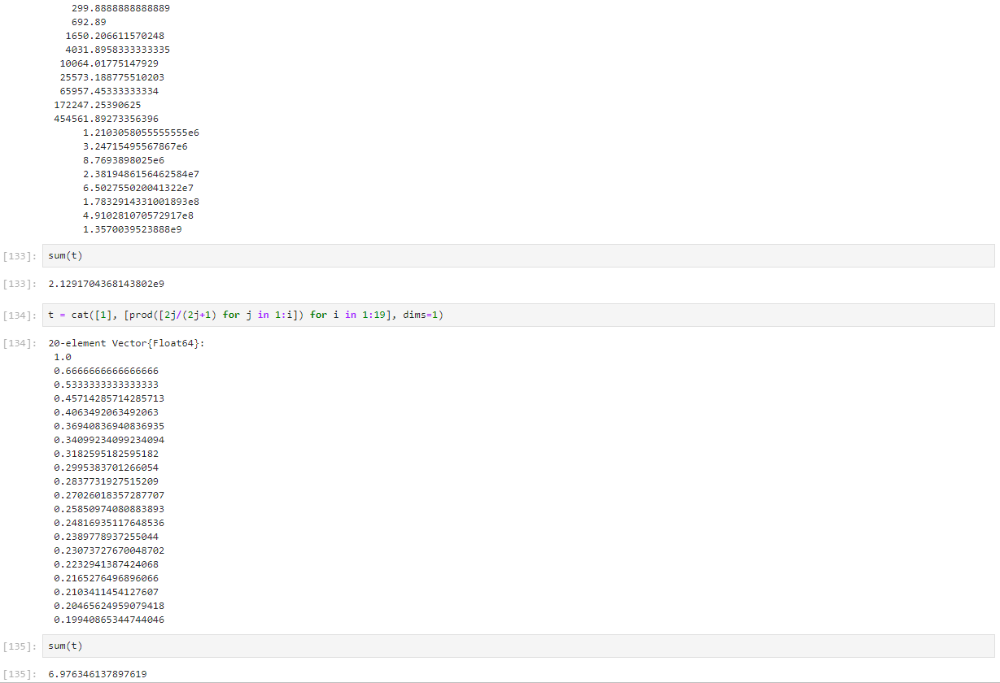 299.8888888888889
692.89
1650.206611570248
4031.8958333333335
10064.01775147929
25573.188775510203
65957.45333333334
172247.25390625
454561.89273356396
1.2103058055555555e6
3.24715495567867e6
8.7693898025e6
2.3819486156462584e7
6.502755020041322e7
1.7832914331001893e8
4.910281070572917e8
1.3570039523888e9
[133]: sum(t)
[133]: 2.1291704368143802e9
[134]: t = cat([1], [prod([2j/(2j+1) for j in 1:i]) for i in 1:19], dims=1)
[134]: 20-element Vector{Float64}:
1.0
0.6666666666666666
0.5333333333333333
0.45714285714285713
0.4063492063492063
0.36940836940836935
0.34099234099234094
0.3182595182595182
0.2995383701266054
0.2837731927515209
0.27026018357287707
0.25850974080883893
0.24816935117648536
0.2389778937255044
0.23073727670048702
0.2232941387424068
0.2165276496896066
0.2103411454127607
0.20465624959079418
0.19940865344744046
[135]: sum(t)
[135]: 6.976346137897619